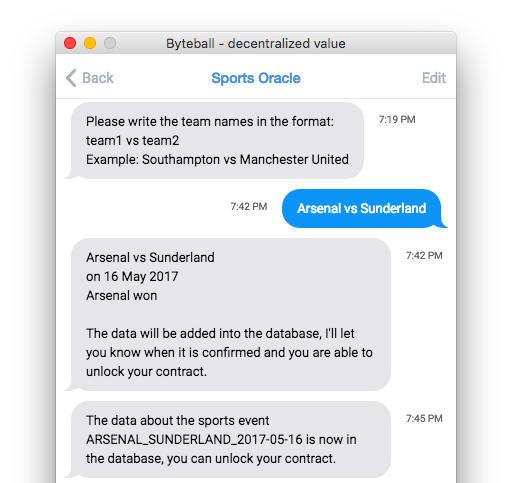 Byteball - decentralized value
Back
Sports Oracle
Edit
Please write the team names in the format:
team1 vs team2
Example: Southampton vs Manchester United
7:19 PM
7:42 PM
Arsenal vs Sunderland
Arsenal vs Sunderland
on 16 May 2017
Arsenal won
The data will be added into the database, I'll let
you know when it is confirmed and you are able to
unlock your contract.
7:42 PM
The data about the sports event
ARSENAL_SUNDERLAND_2017-05-16 is now in
the database, you can unlock your contract.
7:45 PM